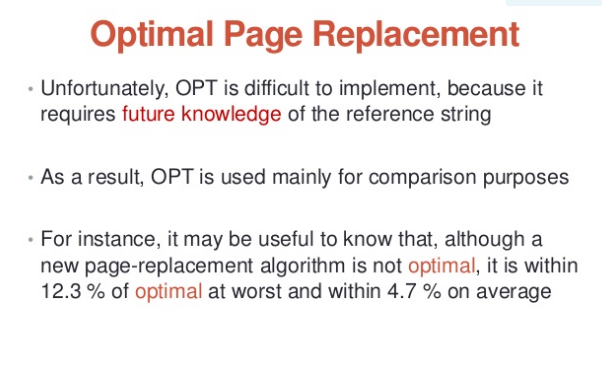 Optimal Page Replacement
• Unfortunately, OPT is difficult to implement, because it
requires future knowledge of the reference string
• As a result, OPT is used mainly for comparison purposes
• For instance, it may be useful to know that, although a
new page-replacement algorithm is not optimal, it is within
12.3 % of optimal at worst and within 4.7 % on average